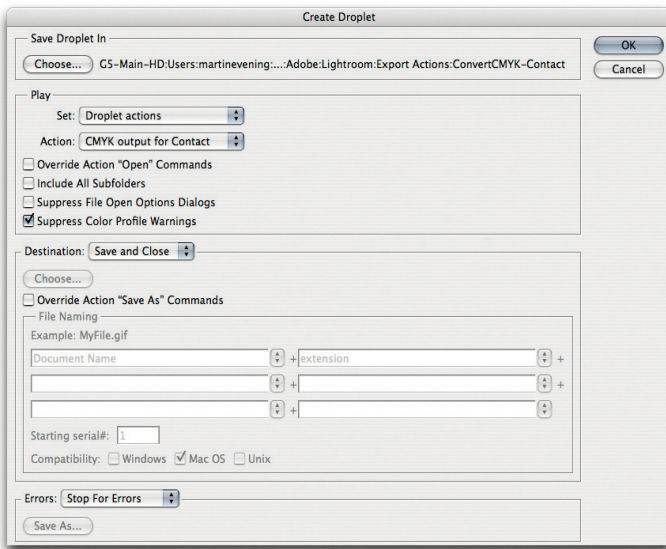 Create Droplet
Save Droplet In
Choose... G5-Main-HD:Users:martinevening:...:Adobe:Lightroom:Export Actions:ConvertCMYK-Contact
OK
Cancel
Play
Set: Droplet actions
Action: CMYK output for Contact
Override Action "Open" Commands
Include All Subfolders
Suppress File Open Options Dialogs
Suppress Color Profile Warnings
Destination: Save and Close
Choose...
Override Action "Save As" Commands
File Naming
Example: MyFile.gif
Document Name + extension +
+ +
+
Starting serial#: 1
Compatibility: Windows Mac OS Unix
Errors: Stop For Errors
Save As...